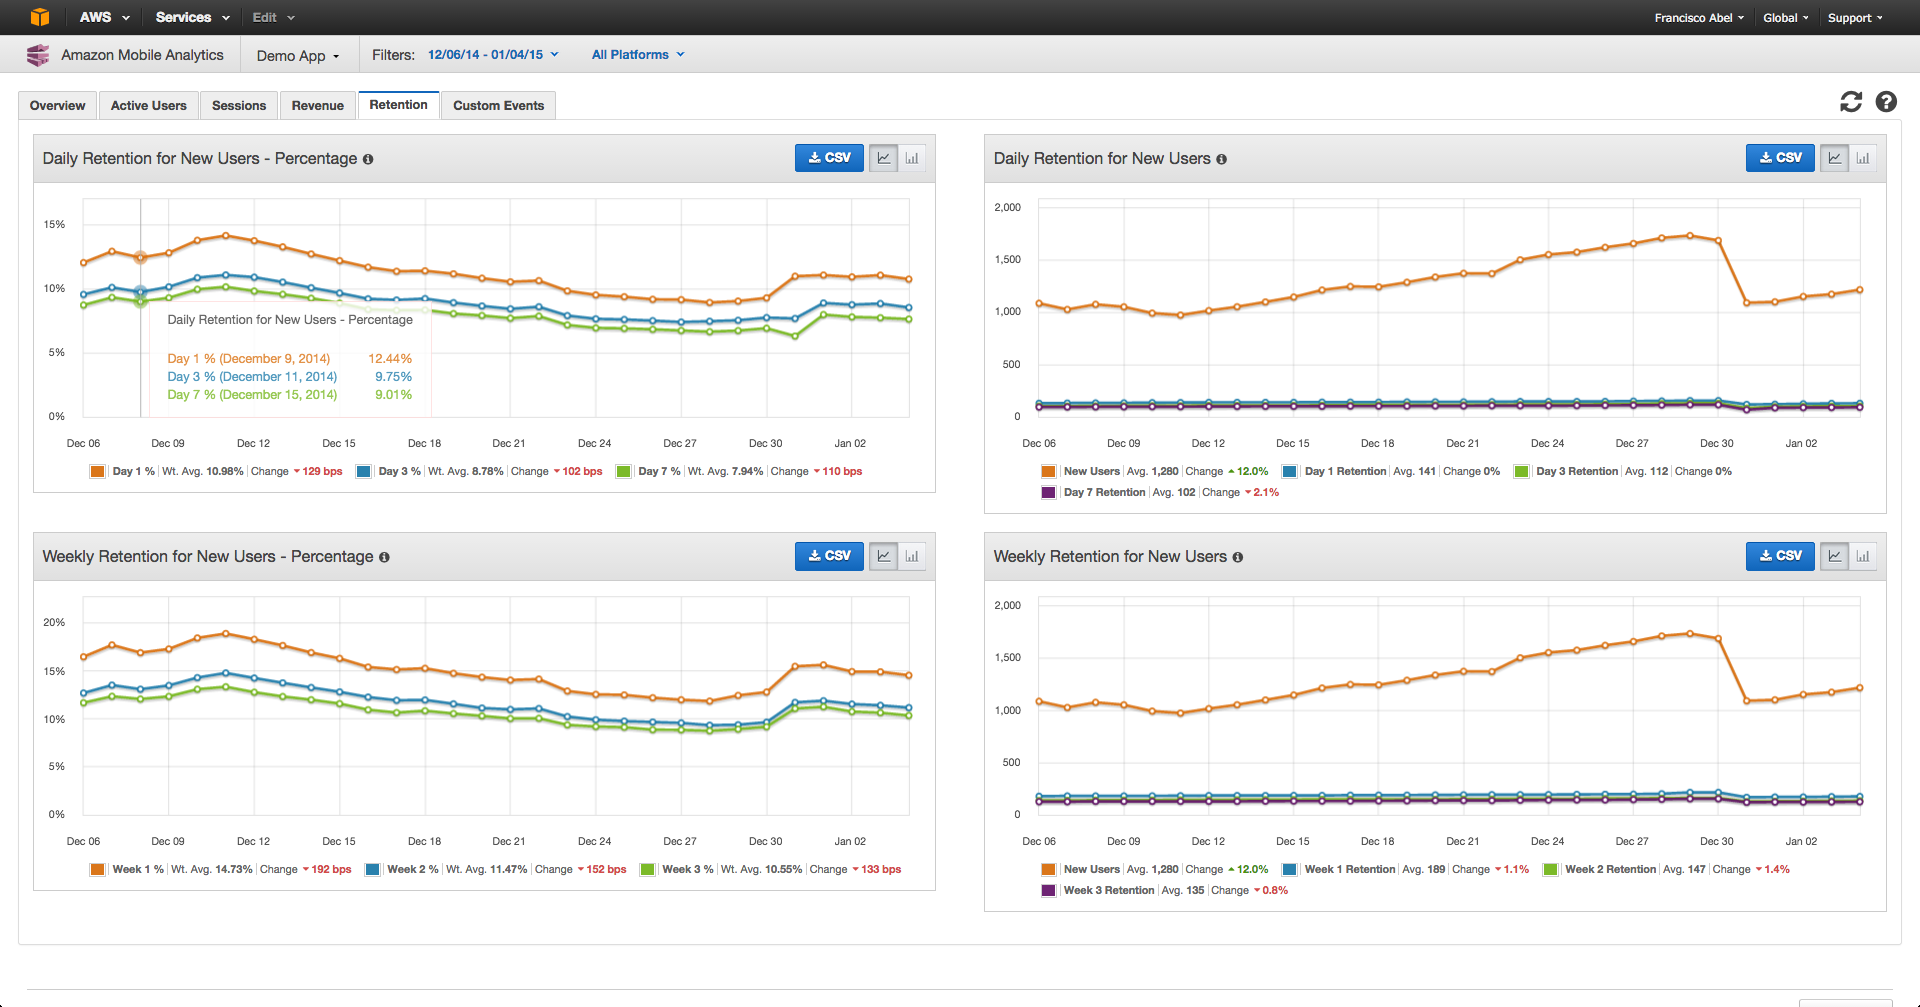 AWS Services Edit Francisco Abel Global Support
Amazon Mobile Analytics Demo App Filters: 12/06/14 - 01/04/15 All Platforms
Overview Active Users Sessions Revenue Retention Custom Events
Daily Retention for New Users - Percentage CSV
15%
10%
5%
0%
Daily Retention for New Users - Percentage
Day 1 % (December 9, 2014) 12.44%
Day 3 % (December 11, 2014) 9.75%
Day 7 % (December 15, 2014) 9.01%
Dec 06 Dec 09 Dec 12 Dec 15 Dec 18 Dec 21 Dec 24 Dec 27 Dec 30 Jan 02
Day 1 % Wt. Avg. 10.98% Change 129 bps Day 3 % Wt. Avg. 8.78% Change 102 bps Day 7 % Wt. Avg. 7.94% Change 110 bps
Daily Retention for New Users CSV
2,000
1,500
1,000
500
0
Dec 06 Dec 09 Dec 12 Dec 15 Dec 18 Dec 21 Dec 24 Dec 27 Dec 30 Jan 02
New Users Avg. 1,280 Change 12.0% Day 1 Retention Avg. 141 Change 0% Day 3 Retention Avg. 112 Change 0%
Day 7 Retention Avg. 102 Change 2.1%
Weekly Retention for New Users - Percentage CSV
20%
15%
10%
5%
0%
Dec 06 Dec 09 Dec 12 Dec 15 Dec 18 Dec 21 Dec 24 Dec 27 Dec 30 Jan 02
Week 1 % Wt. Avg. 14.73% Change 192 bps Week 2 % Wt. Avg. 11.47% Change 152 bps Week 3 % Wt. Avg. 10.55% Change 133 bps
Weekly Retention for New Users CSV
2,000
1,500
1,000
500
0
Dec 06 Dec 09 Dec 12 Dec 15 Dec 18 Dec 21 Dec 24 Dec 27 Dec 30 Jan 02
New Users Avg. 1,280 Change 12.0% Week 1 Retention Avg. 189 Change 1.1% Week 2 Retention Avg. 147 Change 1.4%
Week 3 Retention Avg. 135 Change 0.8%